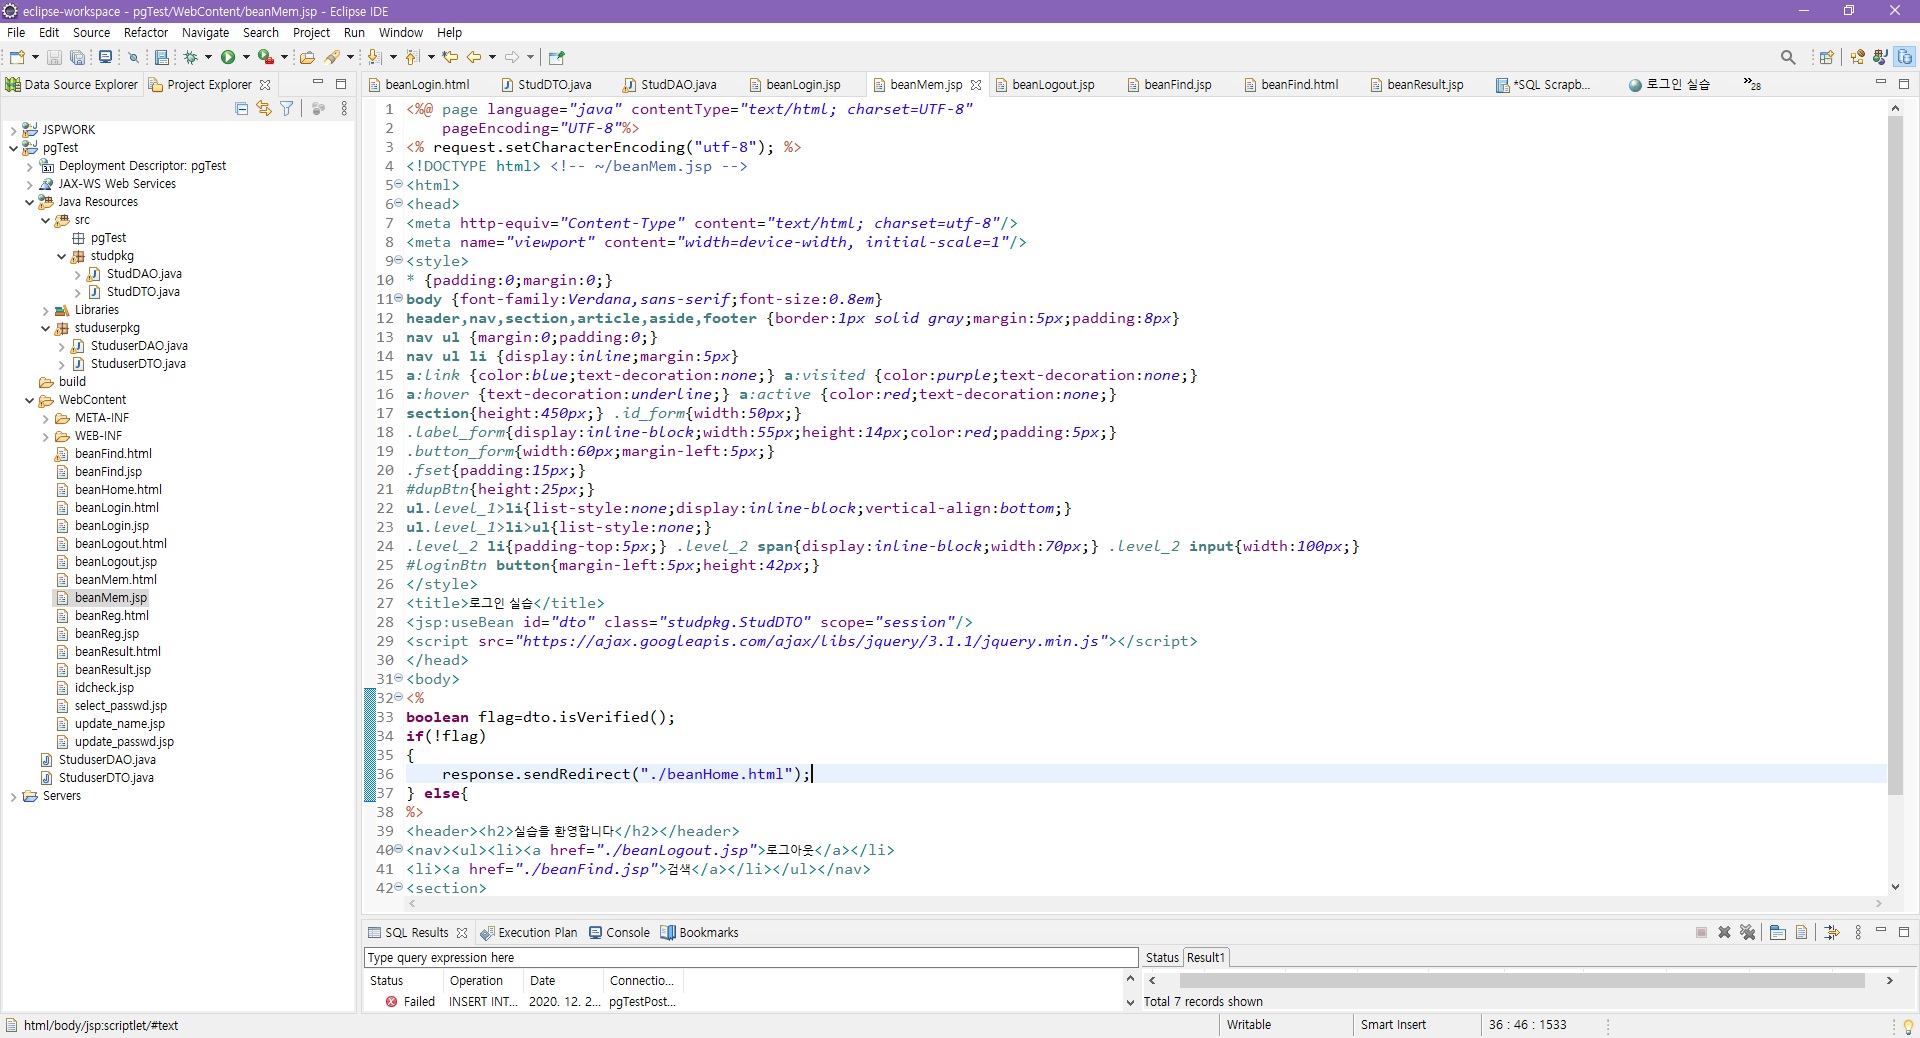 eclipse-workspace - pgTest/WebContent/beanMem.jsp - Eclipse IDE
File Edit Source Refactor Navigate Search Project Run Window Help
Data Source Explorer Project Explorer
beanLogin.html StudDTO.java StudDAO.java beanLogin.jsp beanMem.jsp beanLogout.jsp beanFind.jsp beanFind.html beanResult.jsp *SQL Scrapb... 로그인 실습 »28
JSPWORK
pgTest
Deployment Descriptor: pgTest
JAX-WS Web Services
Java Resources
src
pgTest
studpkg
StudDAO.java
StudDTO.java
Libraries
studuserpkg
StuduserDAO.java
StuduserDTO.java
build
WebContent
META-INF
WEB-INF
beanFind.html
beanFind.jsp
beanHome.html
beanLogin.html
beanLogin.jsp
beanLogout.html
beanLogout.jsp
beanMem.html
beanMem.jsp
beanReg.html
beanReg.jsp
beanResult.html
beanResult.jsp
idcheck.jsp
select_passwd.jsp
update_name.jsp
update_passwd.jsp
StuduserDAO.java
StuduserDTO.java
Servers
1 <%@ page language="java" contentType="text/html; charset=UTF-8"
2 pageEncoding="UTF-8"%>
3 <% request.setCharacterEncoding("utf-8"); %>
4 <!DOCTYPE html> <!-- ~/beanMem.jsp -->
5 <html>
6 <head>
7 <meta http-equiv="Content-Type" content="text/html; charset=utf-8"/>
8 <meta name="viewport" content="width=device-width, initial-scale=1"/>
9 <style>
10 * {padding:0;margin:0;}
11 body {font-family:Verdana,sans-serif;font-size:0.8em}
12 header,nav,section,article,aside,footer {border:1px solid gray;margin:5px;padding:8px}
13 nav ul {margin:0;padding:0;}
14 nav ul li {display:inline;margin:5px}
15 a:link {color:blue;text-decoration:none;} a:visited {color:purple;text-decoration:none;}
16 a:hover {text-decoration:underline;} a:active {color:red;text-decoration:none;}
17 section{height:450px;} .id_form{width:50px;}
18 .label_form{display:inline-block;width:55px;height:14px;color:red;padding:5px;}
19 .button_form{width:60px;margin-left:5px;}
20 .fset{padding:15px;}
21 #dupBtn{height:25px;}
22 ul.level_1>li{list-style:none;display:inline-block;vertical-align:bottom;}
23 ul.level_1>li>ul{list-style:none;}
24 .level_2 li{padding-top:5px;} .level_2 span{display:inline-block;width:70px;} .level_2 input{width:100px;}
25 #loginBtn button{margin-left:5px;height:42px;}
26 </style>
27 <title>로그인 실습</title>
28 <jsp:useBean id="dto" class="studpkg.StudDTO" scope="session"/>
29 <script src="https://ajax.googleapis.com/ajax/libs/jquery/3.1.1/jquery.min.js"></script>
30 </head>
31 <body>
32 <%
33 boolean flag=dto.isVerified();
34 if(!flag)
35 {
36 response.sendRedirect("./beanHome.html");
37 } else{
38 %>
39 <header><h2>실습을 환영합니다</h2></header>
40 <nav><ul><li><a href="./beanLogout.jsp">로그아웃</a></li>
41 <li><a href="./beanFind.jsp">검색</a></li></ul></nav>
42 <section>
SQL Results Execution Plan Console Bookmarks
Type query expression here
Status Operation Date Connectio...
Failed INSERT INT... 2020. 12. 2... pgTestPost...
Status Result1
Total 7 records shown
html/body/jsp:scriptlet/#text Writable Smart Insert 36 : 46 : 1533